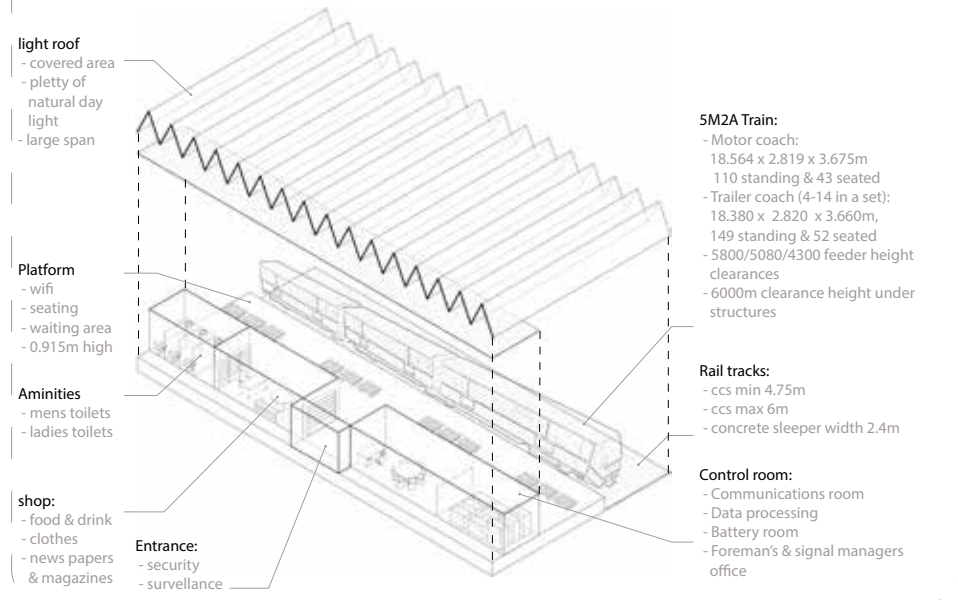 light roof
- covered area
- pletty of
natural day
light
- large span
Platform
- wifi
- seating
- waiting area
- 0.915m high
Aminities
- mens toilets
- ladies toilets
shop:
- food & drink
- clothes
- news papers
& magazines
Entrance:
- security
- survellance
5M2A Train:
- Motor coach:
18.564 x 2.819 x 3.675m
110 standing & 43 seated
- Trailer coach (4-14 in a set):
18.380 x 2.820 x 3.660m,
149 standing & 52 seated
- 5800/5080/4300 feeder height
clearances
- 6000m clearance height under
structures
Rail tracks:
- ccs min 4.75m
- ccs max 6m
- concrete sleeper width 2.4m
Control room:
- Communications room
- Data processing
- Battery room
- Foreman's & signal managers
office